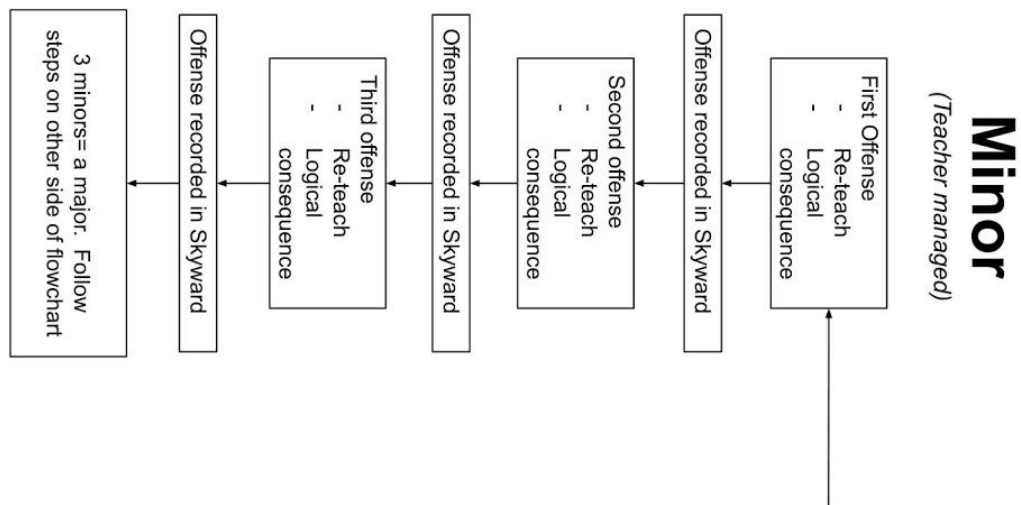 Minor
(Teacher managed)
First Offense
- Re-teach
- Logical
consequence
Offense recorded in Skyward
Second offense
- Re-teach
- Logical
consequence
Offense recorded in Skyward
Third offense
- Re-teach
- Logical
consequence
Offense recorded in Skyward
3 minors= a major. Follow
steps on other side of flowchart